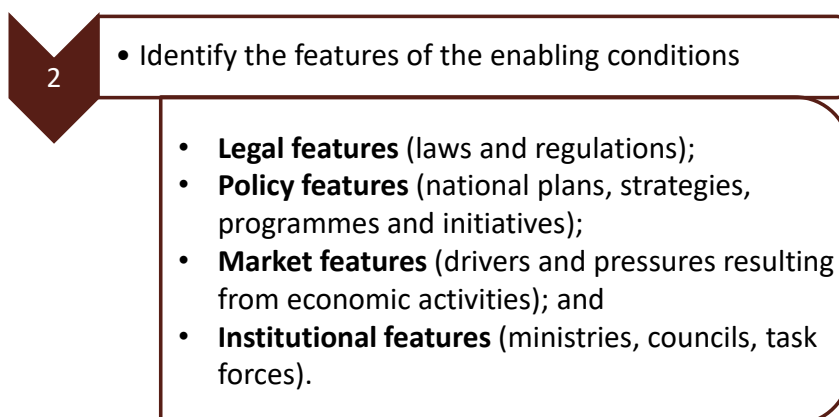 2
• Identify the features of the enabling conditions
• Legal features (laws and regulations);
• Policy features (national plans, strategies,
programmes and initiatives);
• Market features (drivers and pressures resulting
from economic activities); and
• Institutional features (ministries, councils, task
forces).